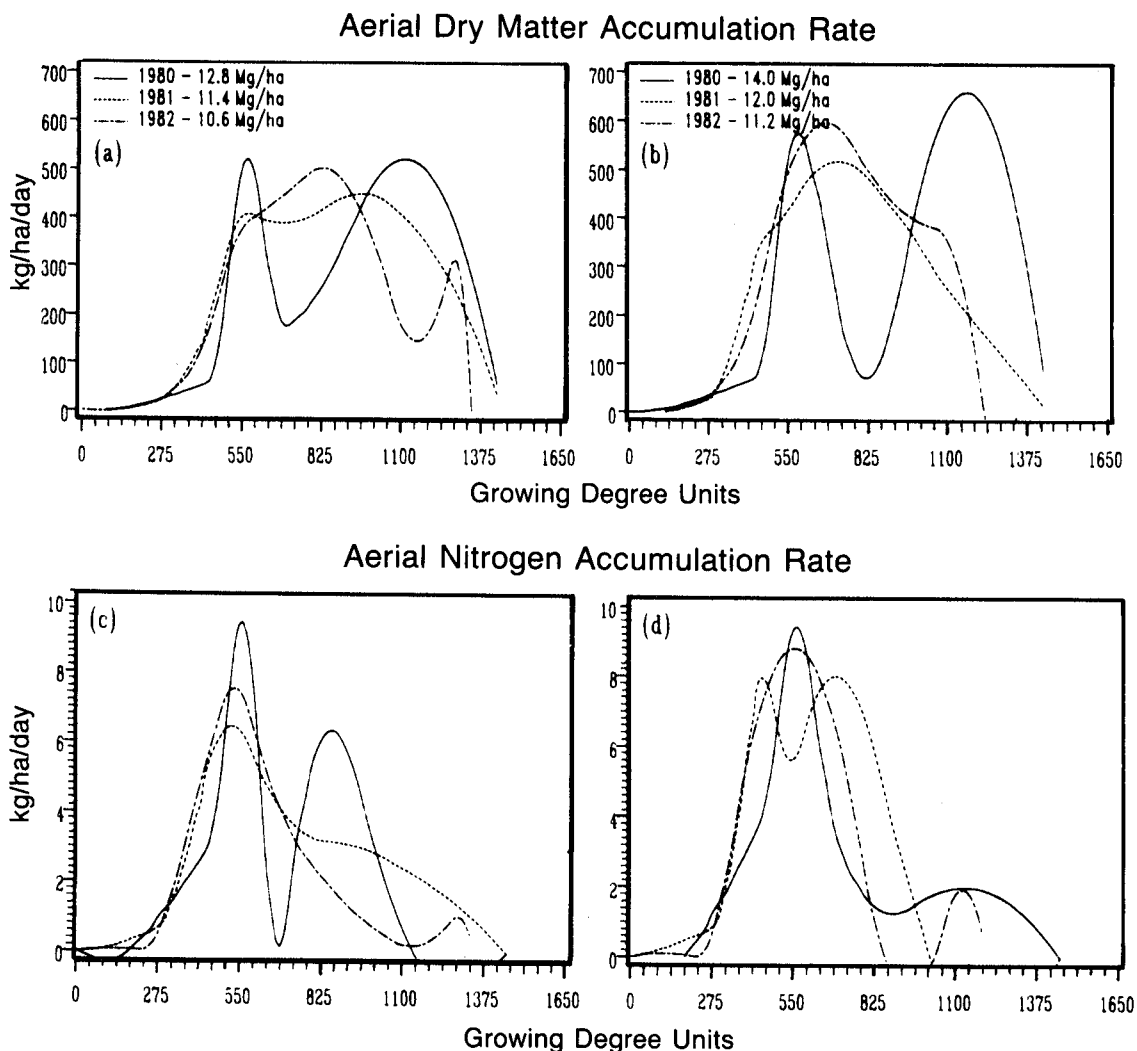 Aerial Dry Matter Accumulation Rate
1980 - 12.8 Mg/ha
1981 - 11.4 Mg/ha
1982 - 10.6 Mg/ha
(a)
700
600
500
400
300
200
100
0
kg/ha/day
0 275 550 825 1100 1375 1650
1980 - 14.0 Mg/ha
1981 - 12.0 Mg/ha
1982 - 11.2 Mg/ha
(b)
700
600
500
400
300
200
100
0
0 275 550 825 1100 1375 1650
Growing Degree Units
Aerial Nitrogen Accumulation Rate
(c)
10
8
6
4
2
0
kg/ha/day
0 275 550 825 1100 1375 1650
(d)
10
8
6
4
2
0
0 275 550 825 1100 1375 1650
Growing Degree Units